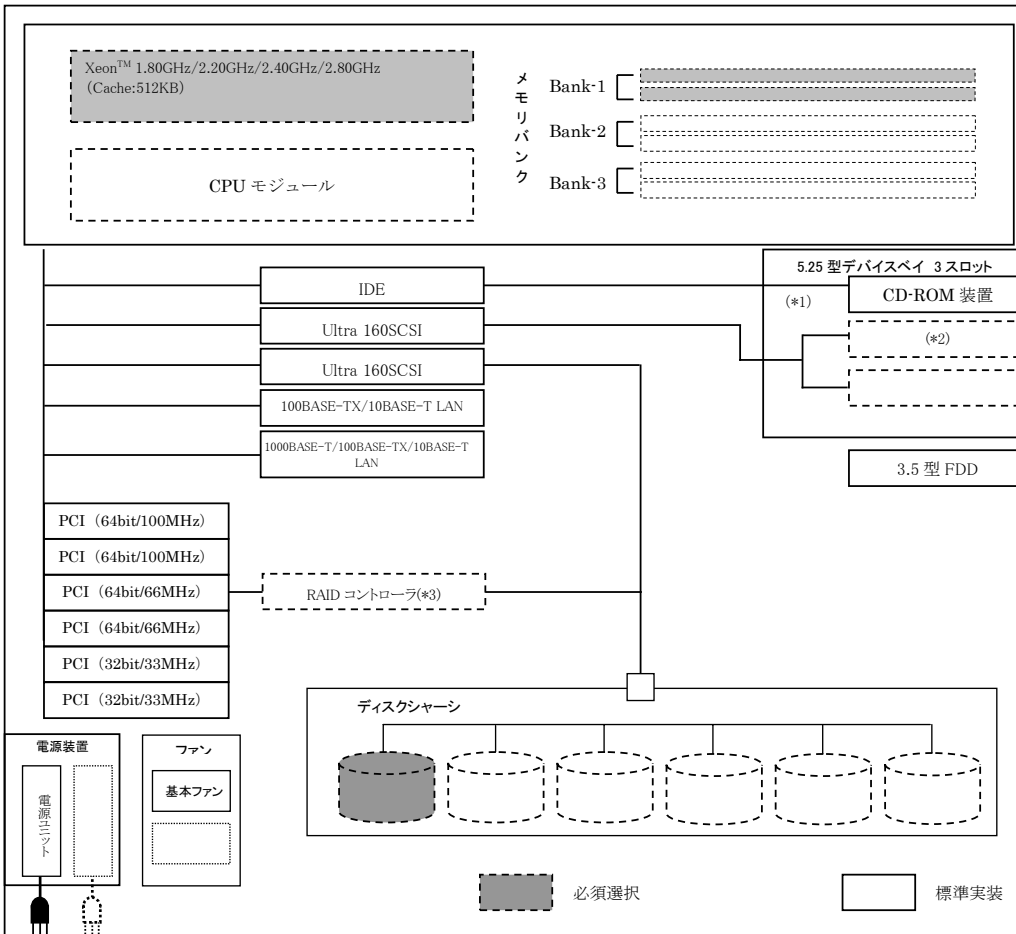 Xeon™ 1.80GHz/2.20GHz/2.40GHz/2.80GHz
(Cache:512KB)
CPU モジュール
メモリバンク
Bank-1
Bank-2
Bank-3
5.25 型デバイスベイ 3 スロット
IDE
(*1)
CD-ROM 装置
Ultra 160SCSI
(*2)
Ultra 160SCSI
100BASE-TX/10BASE-T LAN
1000BASE-T/100BASE-TX/10BASE-T
LAN
3.5 型 FDD
PCI (64bit/100MHz)
PCI (64bit/100MHz)
PCI (64bit/66MHz)
RAID コントローラ(*3)
PCI (64bit/66MHz)
PCI (32bit/33MHz)
PCI (32bit/33MHz)
ディスクシャーシ
電源装置
電源ユニット
ファン
基本ファン
必須選択
標準実装